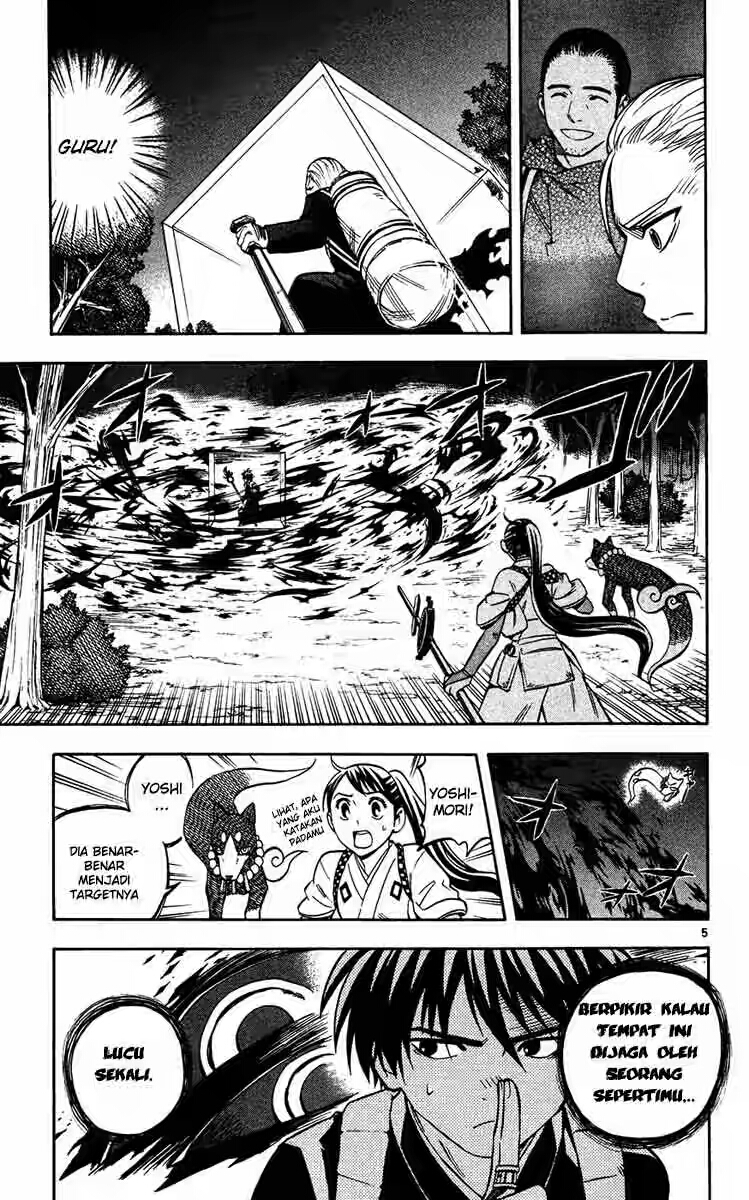 GURU!
YOSHI-
MORI!
LIHAT, APA
YANG AKU
KATAKAN
PADAMU
YOSHI
...
DIA BENAR-
BENAR
MENJADI
TARGETNYA
5
BERPIKIR KALAU
TEMPAT INI
DIJAGA OLEH
SEORANG
SEPERTIMU...
LUCU
SEKALI.